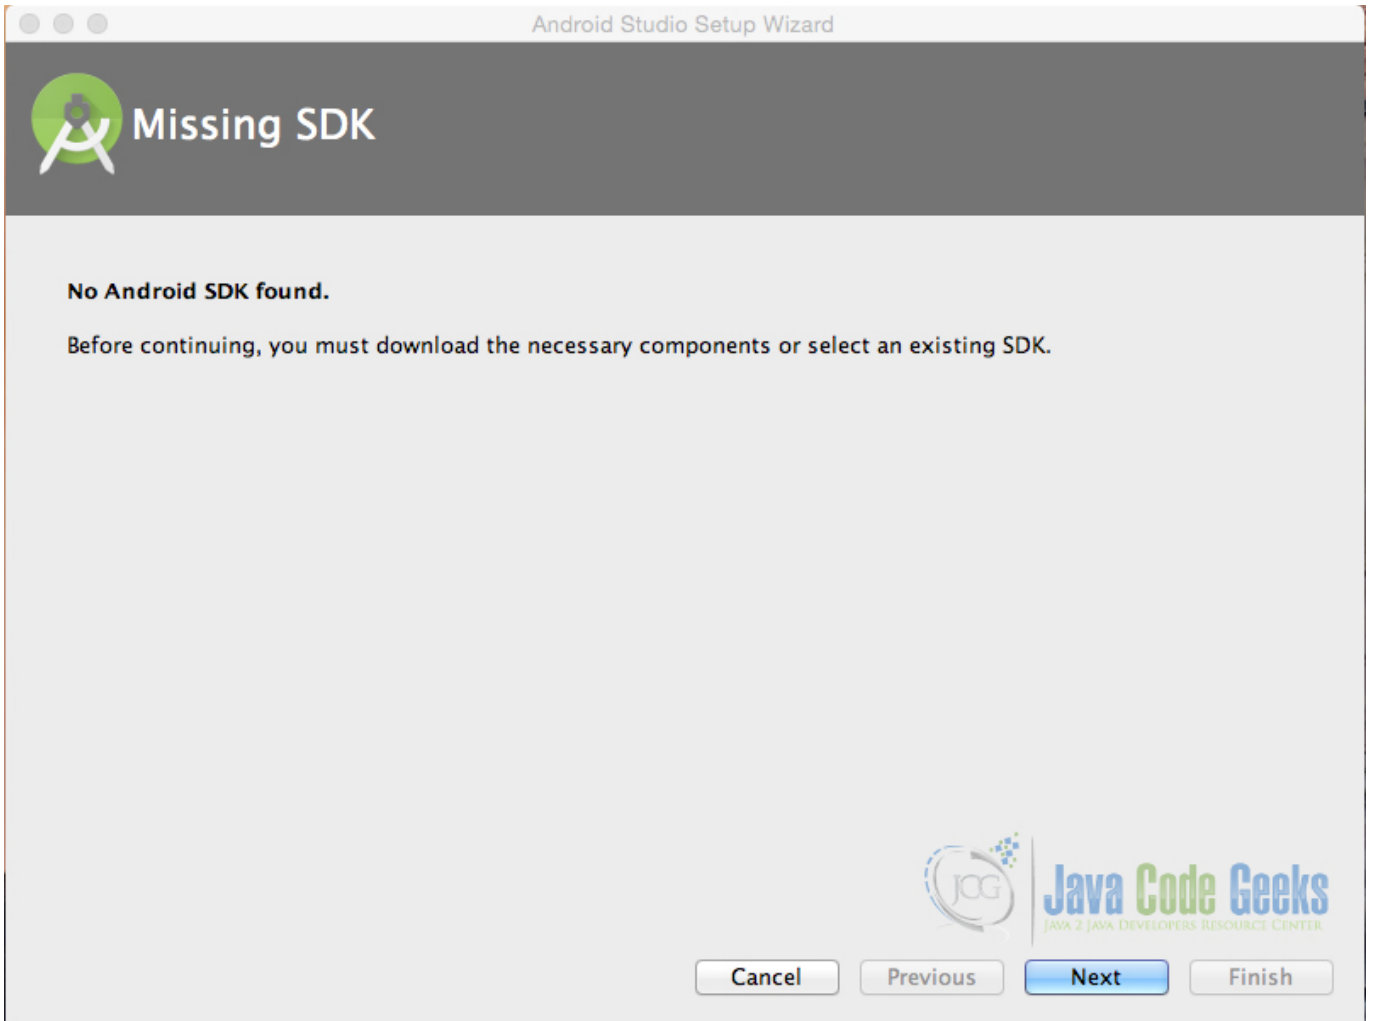 Android Studio Setup Wizard
Missing SDK
No Android SDK found.
Before continuing, you must download the necessary components or select an existing SDK.
JCG
Java Code Geeks
JAVA 2 JAVA DEVELOPERS RESOURCE CENTER
Cancel Previous Next Finish